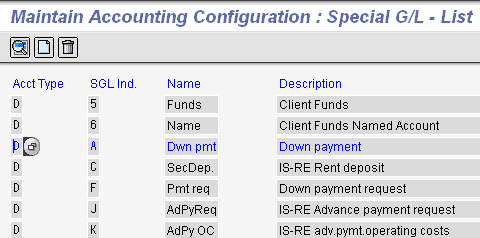 Maintain Accounting Configuration : Special G/L - List
Acct Type SGL Ind. Name Description
D 5 Funds Client Funds
D 6 Name Client Funds Named Account
D A Dwn pmt Down payment
D C SecDep. IS-RE Rent deposit
D F Pmt req Down payment request
D J AdPyReq IS-RE Advance payment request
D K AdPy OC IS-RE adv.pymt.operating costs